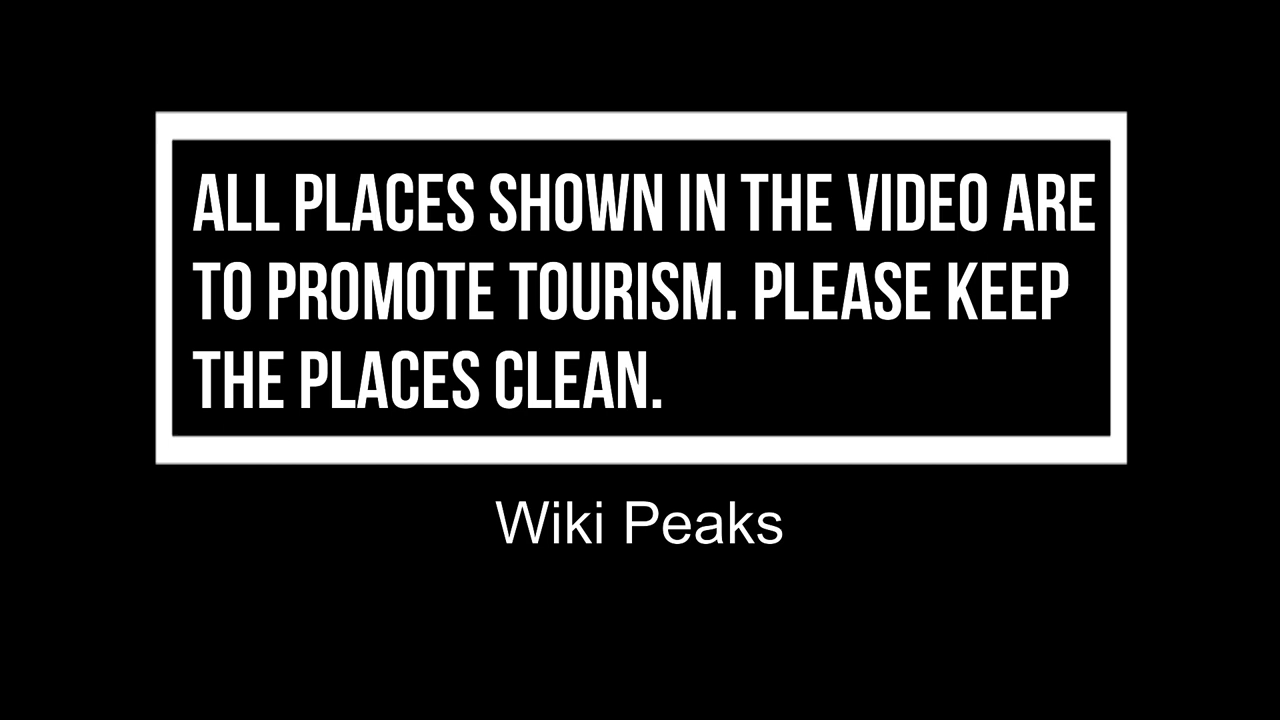 ALL PLACES SHOWN IN THE VIDEO ARE
TO PROMOTE TOURISM. PLEASE KEEP
THE PLACES CLEAN.
Wiki Peaks